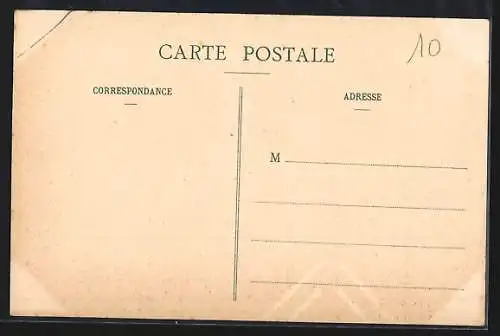 CARTE POSTALE
10
CORRESPONDANCE
ADRESSE
M